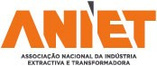 ANIET
ASSOCIAÇÃO NACIONAL DA INDÚSTRIA
EXTRACTIVA E TRANSFORMADORA